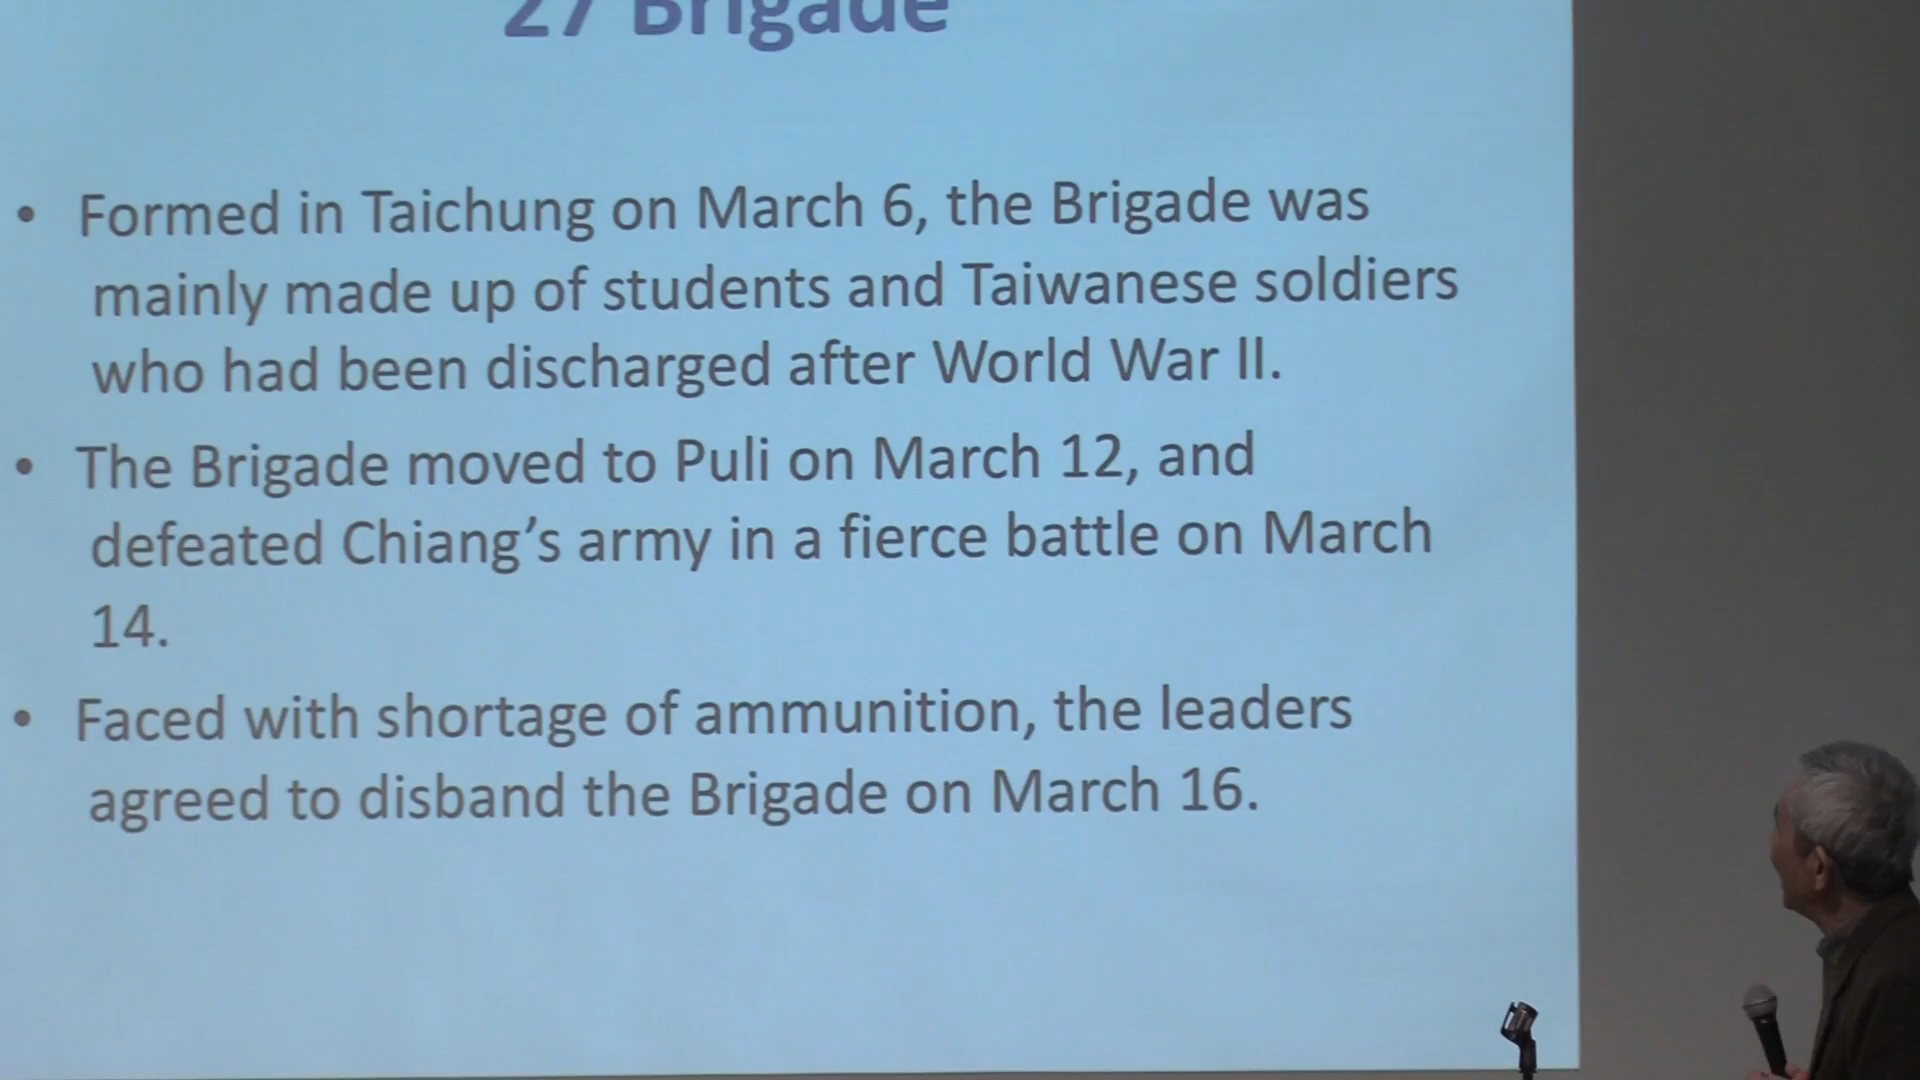 27 Brigade
• Formed in Taichung on March 6, the Brigade was
mainly made up of students and Taiwanese soldiers
who had been discharged after World War II.
• The Brigade moved to Puli on March 12, and
defeated Chiang's army in a fierce battle on March
14.
• Faced with shortage of ammunition, the leaders
agreed to disband the Brigade on March 16.